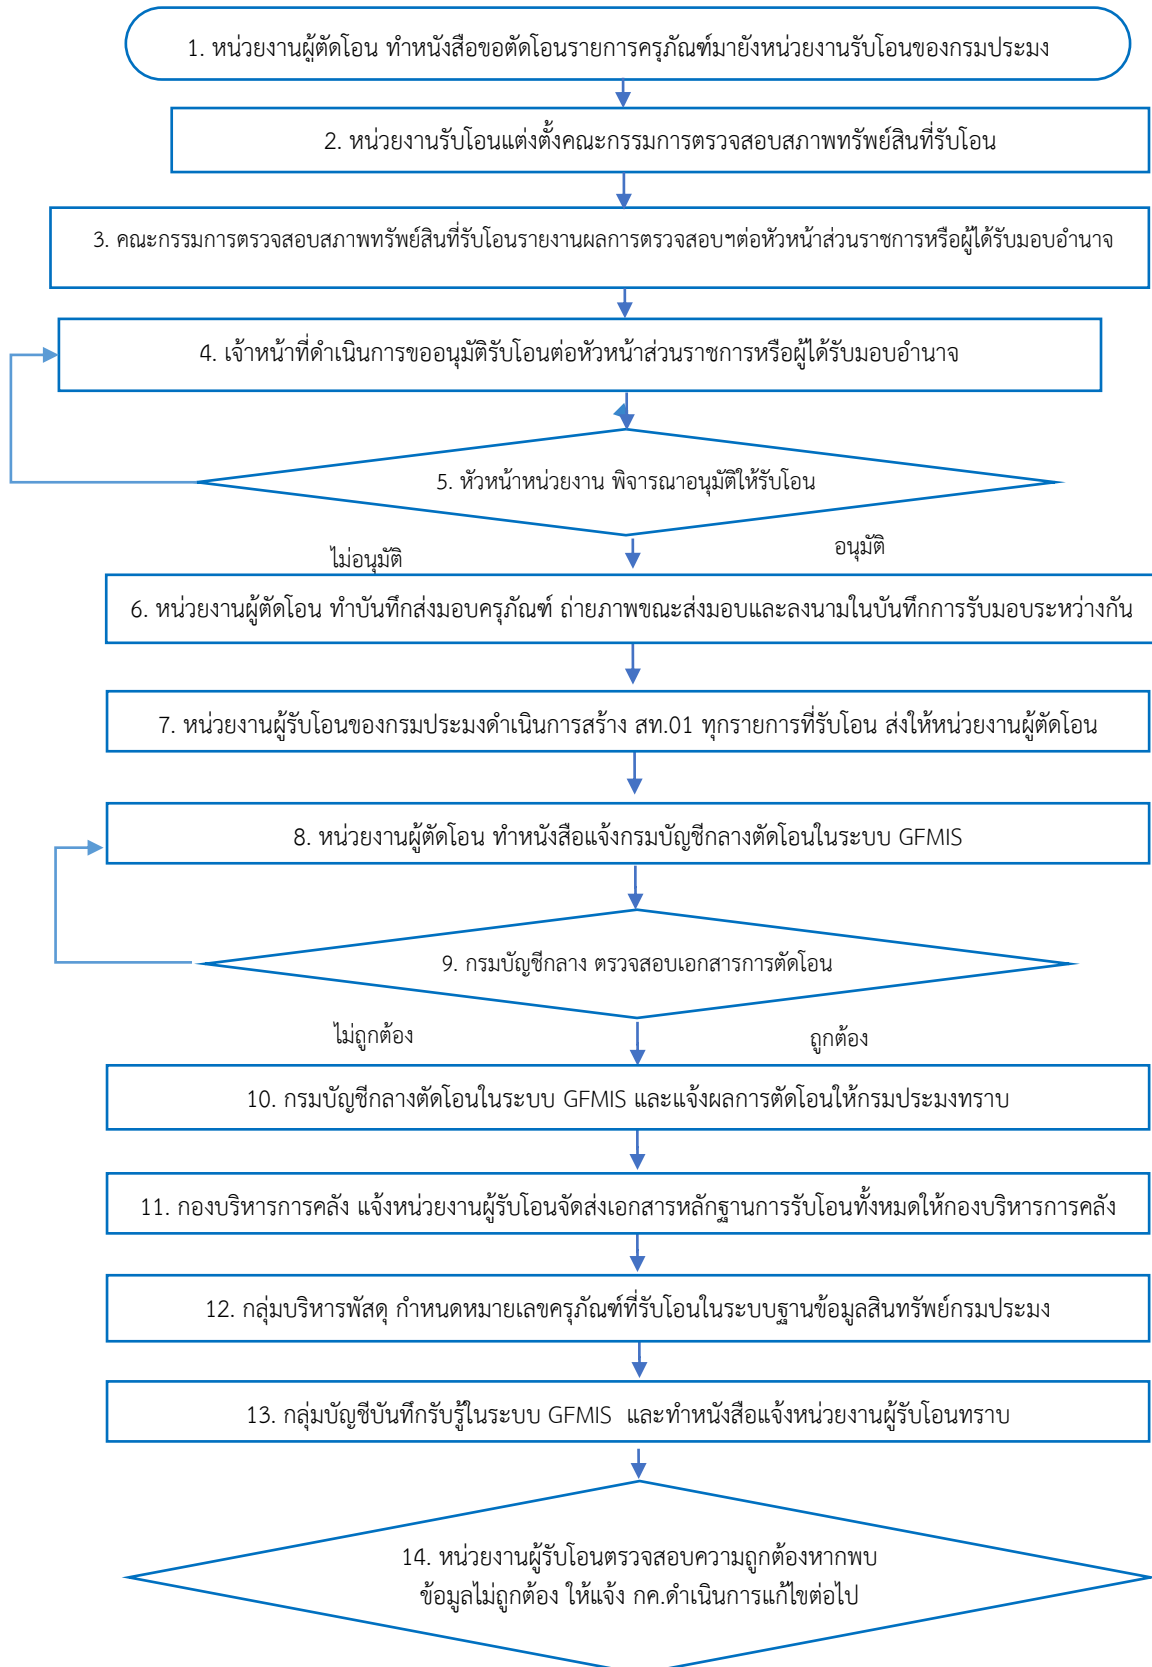 1. หน่วยงานผู้ตัดโอน ทำหนังสือขอตัดโอนรายการครุภัณฑ์มายังหน่วยงานรับโอนของกรมประมง
2. หน่วยงานรับโอนแต่งตั้งคณะกรรมการตรวจสอบสภาพทรัพย์สินที่รับโอน
3. คณะกรรมการตรวจสอบสภาพทรัพย์สินที่รับโอนรายงานผลการตรวจสอบฯต่อหัวหน้าส่วนราชการหรือผู้ได้รับมอบอำนาจ
4. เจ้าหน้าที่ดำเนินการขออนุมัติรับโอนต่อหัวหน้าส่วนราชการหรือผู้ได้รับมอบอำนาจ
5. หัวหน้าหน่วยงาน พิจารณาอนุมัติให้รับโอน
ไม่อนุมัติ
อนุมัติ
6. หน่วยงานผู้ตัดโอน ทำบันทึกส่งมอบครุภัณฑ์ ถ่ายภาพขณะส่งมอบและลงนามในบันทึกการรับมอบระหว่างกัน
7. หน่วยงานผู้รับโอนของกรมประมงดำเนินการสร้าง สท.01 ทุกรายการที่รับโอน ส่งให้หน่วยงานผู้ตัดโอน
8. หน่วยงานผู้ตัดโอน ทำหนังสือแจ้งกรมบัญชีกลางตัดโอนในระบบ GFMIS
9. กรมบัญชีกลาง ตรวจสอบเอกสารการตัดโอน
ไม่ถูกต้อง
ถูกต้อง
10. กรมบัญชีกลางตัดโอนในระบบ GFMIS และแจ้งผลการตัดโอนให้กรมประมงทราบ
11. กองบริหารการคลัง แจ้งหน่วยงานผู้รับโอนจัดส่งเอกสารหลักฐานการรับโอนทั้งหมดให้กองบริหารการคลัง
12. กลุ่มบริหารพัสดุ กำหนดหมายเลขครุภัณฑ์ที่รับโอนในระบบฐานข้อมูลสินทรัพย์กรมประมง
13. กลุ่มบัญชีบันทึกรับรู้ในระบบ GFMIS และทำหนังสือแจ้งหน่วยงานผู้รับโอนทราบ
14. หน่วยงานผู้รับโอนตรวจสอบความถูกต้องหากพบ
ข้อมูลไม่ถูกต้อง ให้แจ้ง กค.ดำเนินการแก้ไขต่อไป